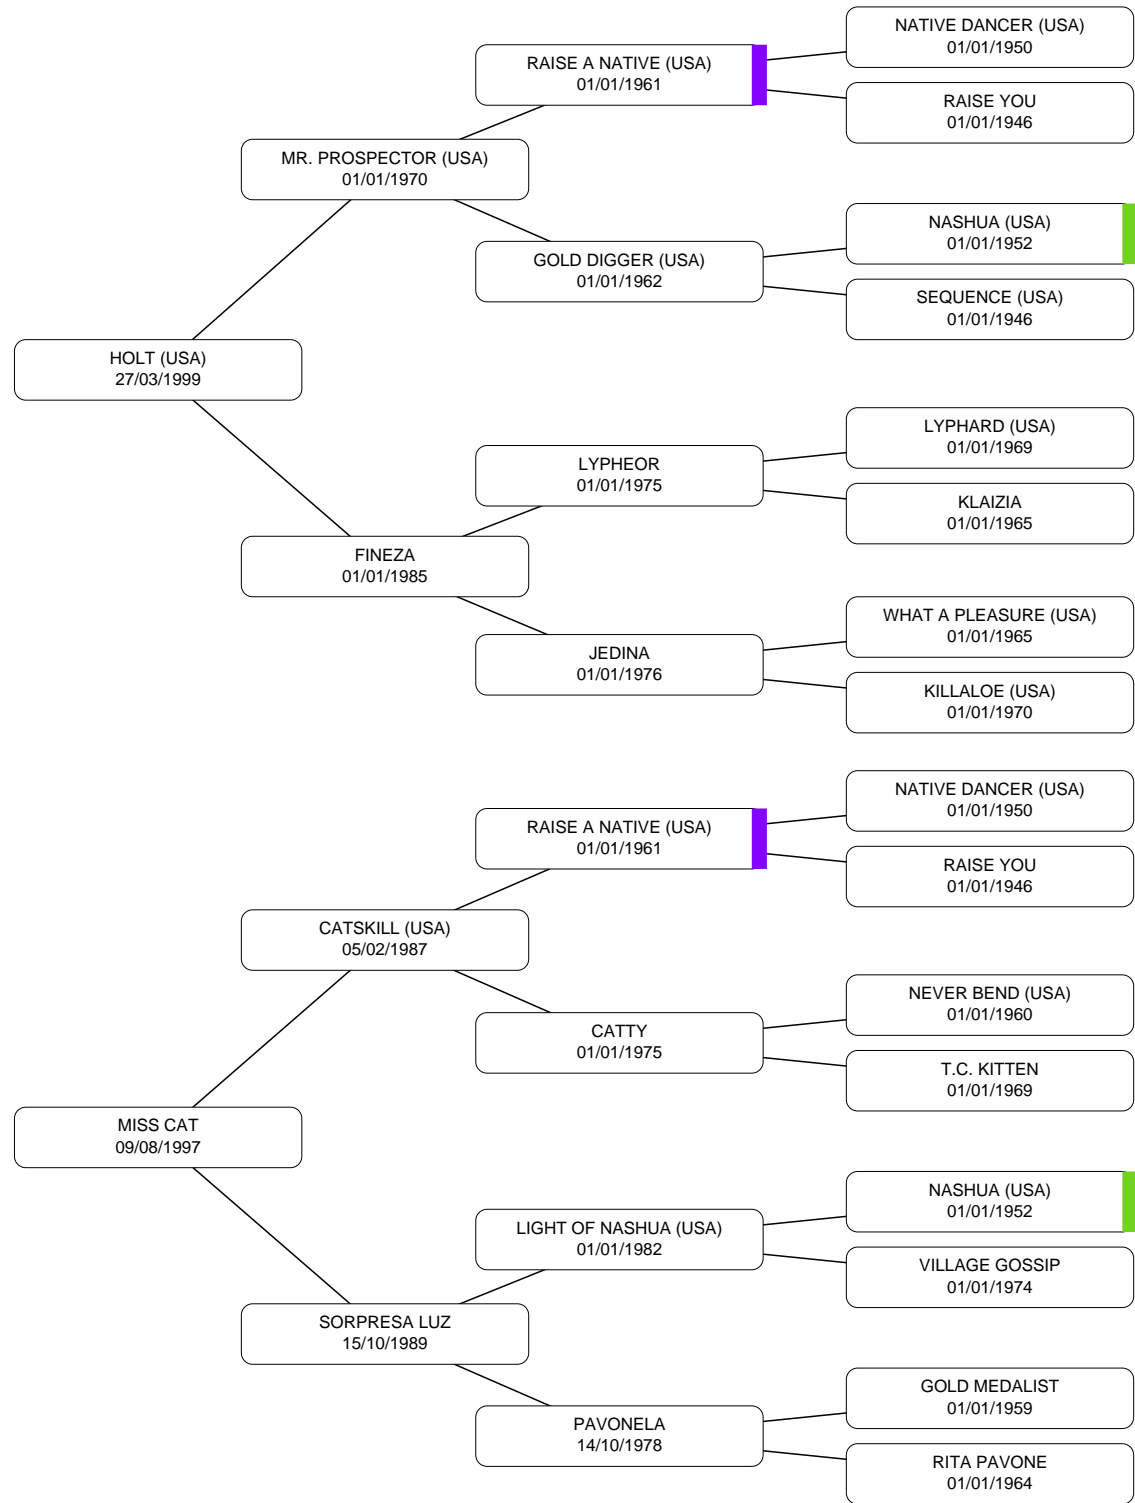 NATIVE DANCER (USA)
01/01/1950
RAISE A NATIVE (USA)
01/01/1961
RAISE YOU
01/01/1946
MR. PROSPECTOR (USA)
01/01/1970
NASHUA (USA)
01/01/1952
GOLD DIGGER (USA)
01/01/1962
SEQUENCE (USA)
01/01/1946
HOLT (USA)
27/03/1999
LYPHARD (USA)
01/01/1969
LYPHEOR
01/01/1975
KLAIZIA
01/01/1965
FINEZA
01/01/1985
WHAT A PLEASURE (USA)
01/01/1965
JEDINA
01/01/1976
KILLALOE (USA)
01/01/1970
NATIVE DANCER (USA)
01/01/1950
RAISE A NATIVE (USA)
01/01/1961
RAISE YOU
01/01/1946
CATSKILL (USA)
05/02/1987
NEVER BEND (USA)
01/01/1960
CATTY
01/01/1975
T.C. KITTEN
01/01/1969
MISS CAT
09/08/1997
NASHUA (USA)
01/01/1952
LIGHT OF NASHUA (USA)
01/01/1982
VILLAGE GOSSIP
01/01/1974
SORPRESA LUZ
15/10/1989
GOLD MEDALIST
01/01/1959
PAVONELA
14/10/1978
RITA PAVONE
01/01/1964